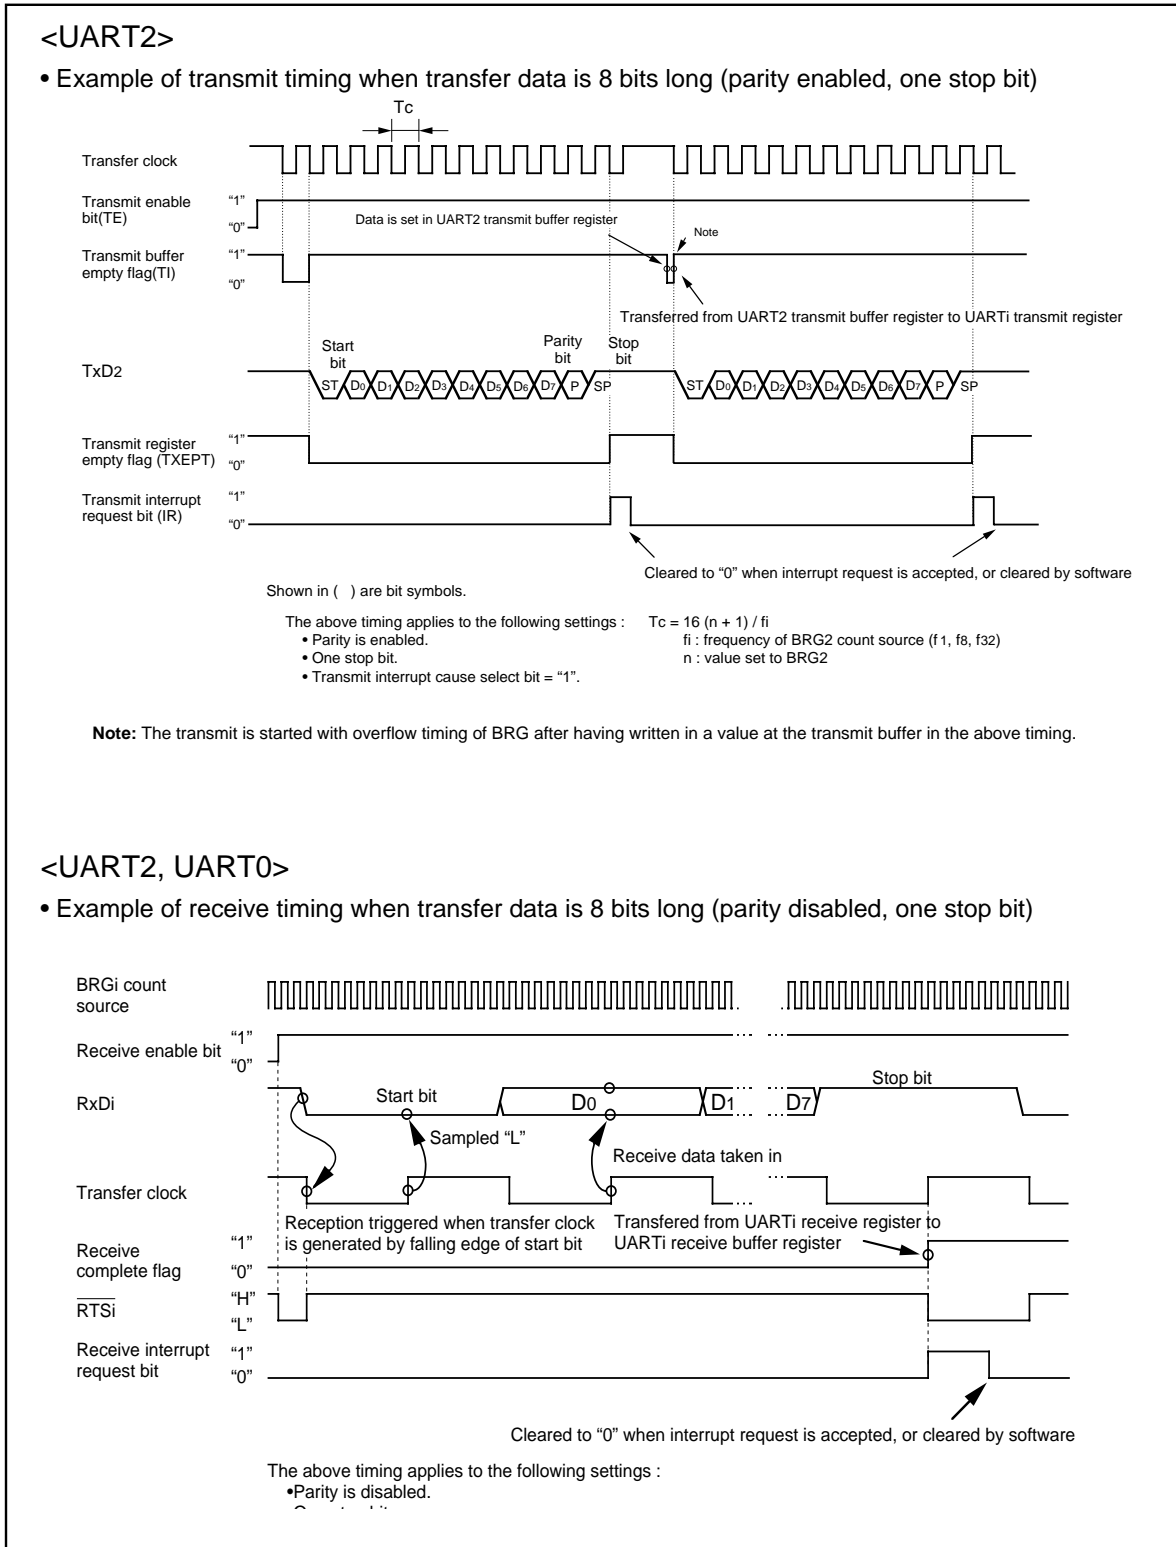 <UART2>
• Example of transmit timing when transfer data is 8 bits long (parity enabled, one stop bit)
Tc
Transfer clock
Transmit enable
bit(TE)
“1”
“0”
Data is set in UART2 transmit buffer register
Note
Transmit buffer
empty flag(TI)
“1”
“0”
Transferred from UART2 transmit buffer register to UARTi transmit register
Start
bit
Parity
bit
Stop
bit
TxD2
ST D0 D1 D2 D3 D4 D5 D6 D7 P SP
ST D0 D1 D2 D3 D4 D5 D6 D7 P SP
Transmit register
empty flag (TXEPT)
“1”
“0”
Transmit interrupt
request bit (IR)
“1”
“0”
Cleared to “0” when interrupt request is accepted, or cleared by software
Shown in ( ) are bit symbols.
The above timing applies to the following settings :
• Parity is enabled.
• One stop bit.
• Transmit interrupt cause select bit = “1”.
Tc = 16 (n + 1) / fi
fi : frequency of BRG2 count source (f1, f8, f32)
n : value set to BRG2
Note: The transmit is started with overflow timing of BRG after having written in a value at the transmit buffer in the above timing.
<UART2, UART0>
• Example of receive timing when transfer data is 8 bits long (parity disabled, one stop bit)
BRGi count
source
Receive enable bit
“1”
“0”
RxDi
Start bit
D0
D1
D7
Stop bit
Sampled “L”
Receive data taken in
Transfer clock
Reception triggered when transfer clock
is generated by falling edge of start bit
Transfered from UARTi receive register to
UARTi receive buffer register
Receive
complete flag
“1”
“0”
RTSi
“H”
“L”
Receive interrupt
request bit
“1”
“0”
Cleared to “0” when interrupt request is accepted, or cleared by software
The above timing applies to the following settings :
•Parity is disabled.